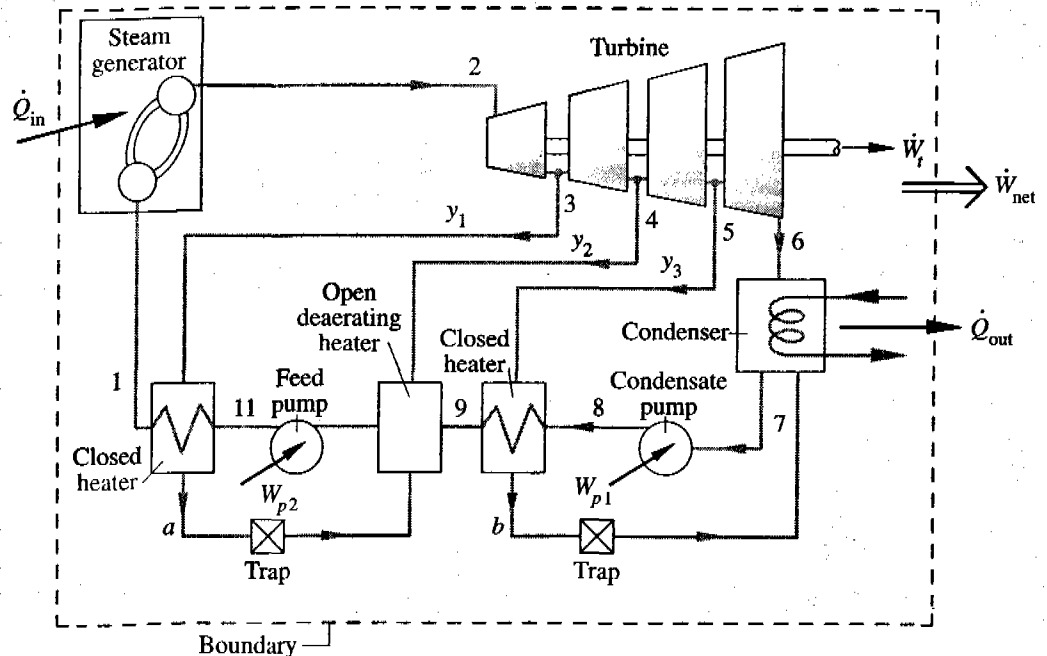 Steam
generator
2
Turbine
Q̇in
Ẇt
Ẇnet
3
4
5
6
y1
y2
y3
Open
deaerating
heater
Closed
heater
Condenser
Q̇out
1
11
Feed
pump
9
8
Condensate
pump
7
Closed
heater
Wp2
Wp1
a
b
Trap
Trap
Boundary